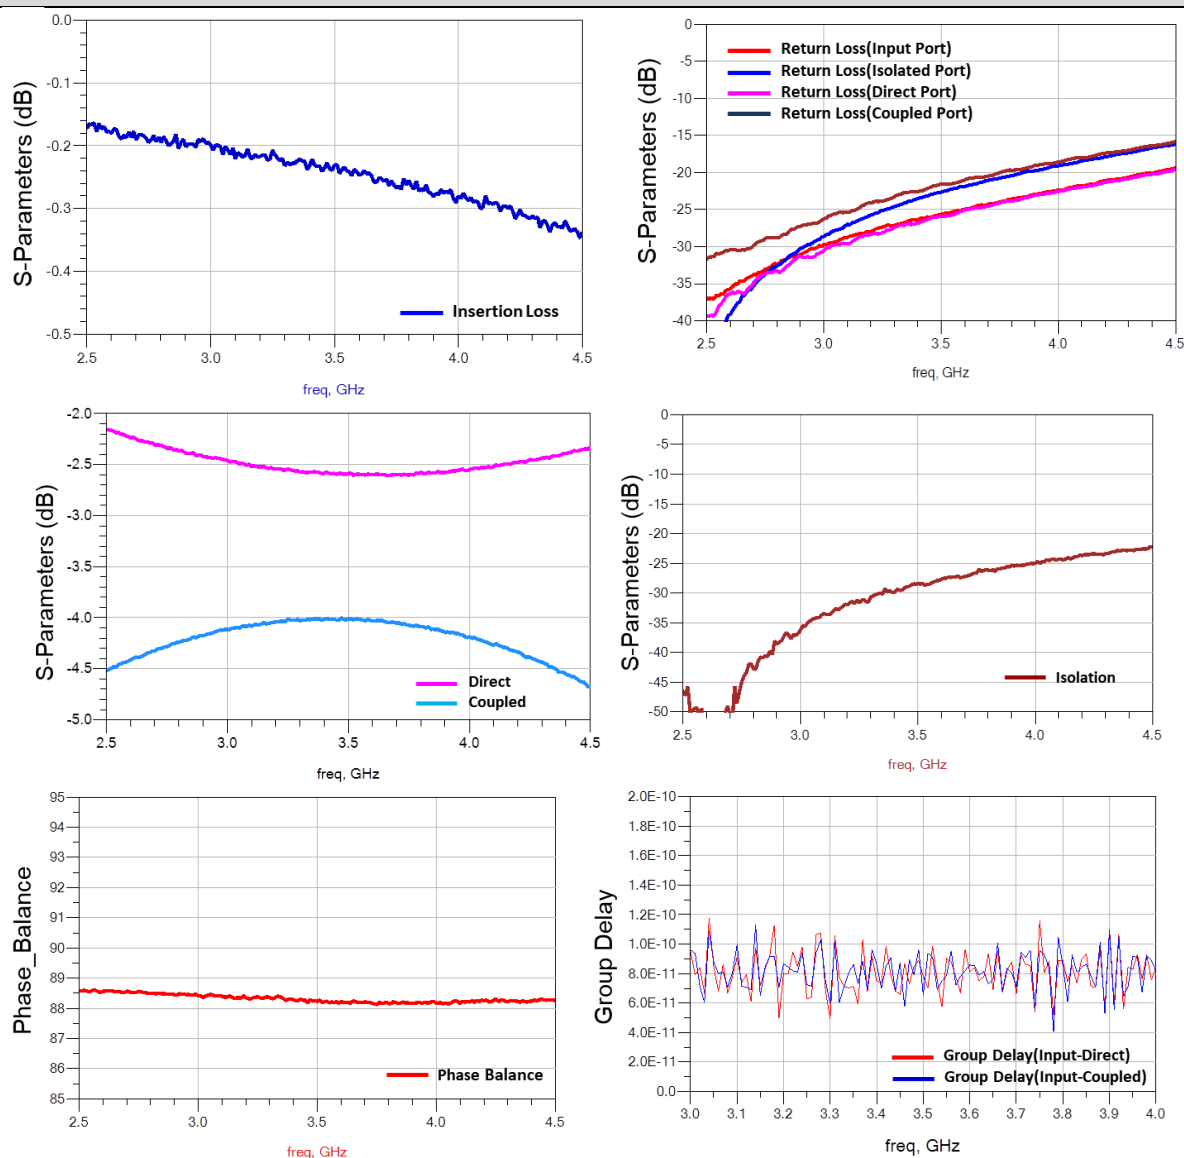 S-Parameters (dB)
0.0
-0.1
-0.2
-0.3
-0.4
-0.5
Insertion Loss
2.5 3.0 3.5 4.0 4.5
freq, GHz
S-Parameters (dB)
0
-5
-10
-15
-20
-25
-30
-35
-40
Return Loss(Input Port)
Return Loss(Isolated Port)
Return Loss(Direct Port)
Return Loss(Coupled Port)
2.5 3.0 3.5 4.0 4.5
freq, GHz
S-Parameters (dB)
-2.0
-2.5
-3.0
-3.5
-4.0
-4.5
-5.0
Direct
Coupled
2.5 3.0 3.5 4.0 4.5
freq, GHz
S-Parameters (dB)
0
-5
-10
-15
-20
-25
-30
-35
-40
-45
-50
Isolation
2.5 3.0 3.5 4.0 4.5
freq, GHz
Phase_Balance
95
94
93
92
91
90
89
88
87
86
85
Phase Balance
2.5 3.0 3.5 4.0 4.5
freq, GHz
Group Delay
2.0E-10
1.8E-10
1.6E-10
1.4E-10
1.2E-10
1.0E-10
8.0E-11
6.0E-11
4.0E-11
2.0E-11
0.0
Group Delay(Input-Direct)
Group Delay(Input-Coupled)
3.0 3.1 3.2 3.3 3.4 3.5 3.6 3.7 3.8 3.9 4.0
freq, GHz